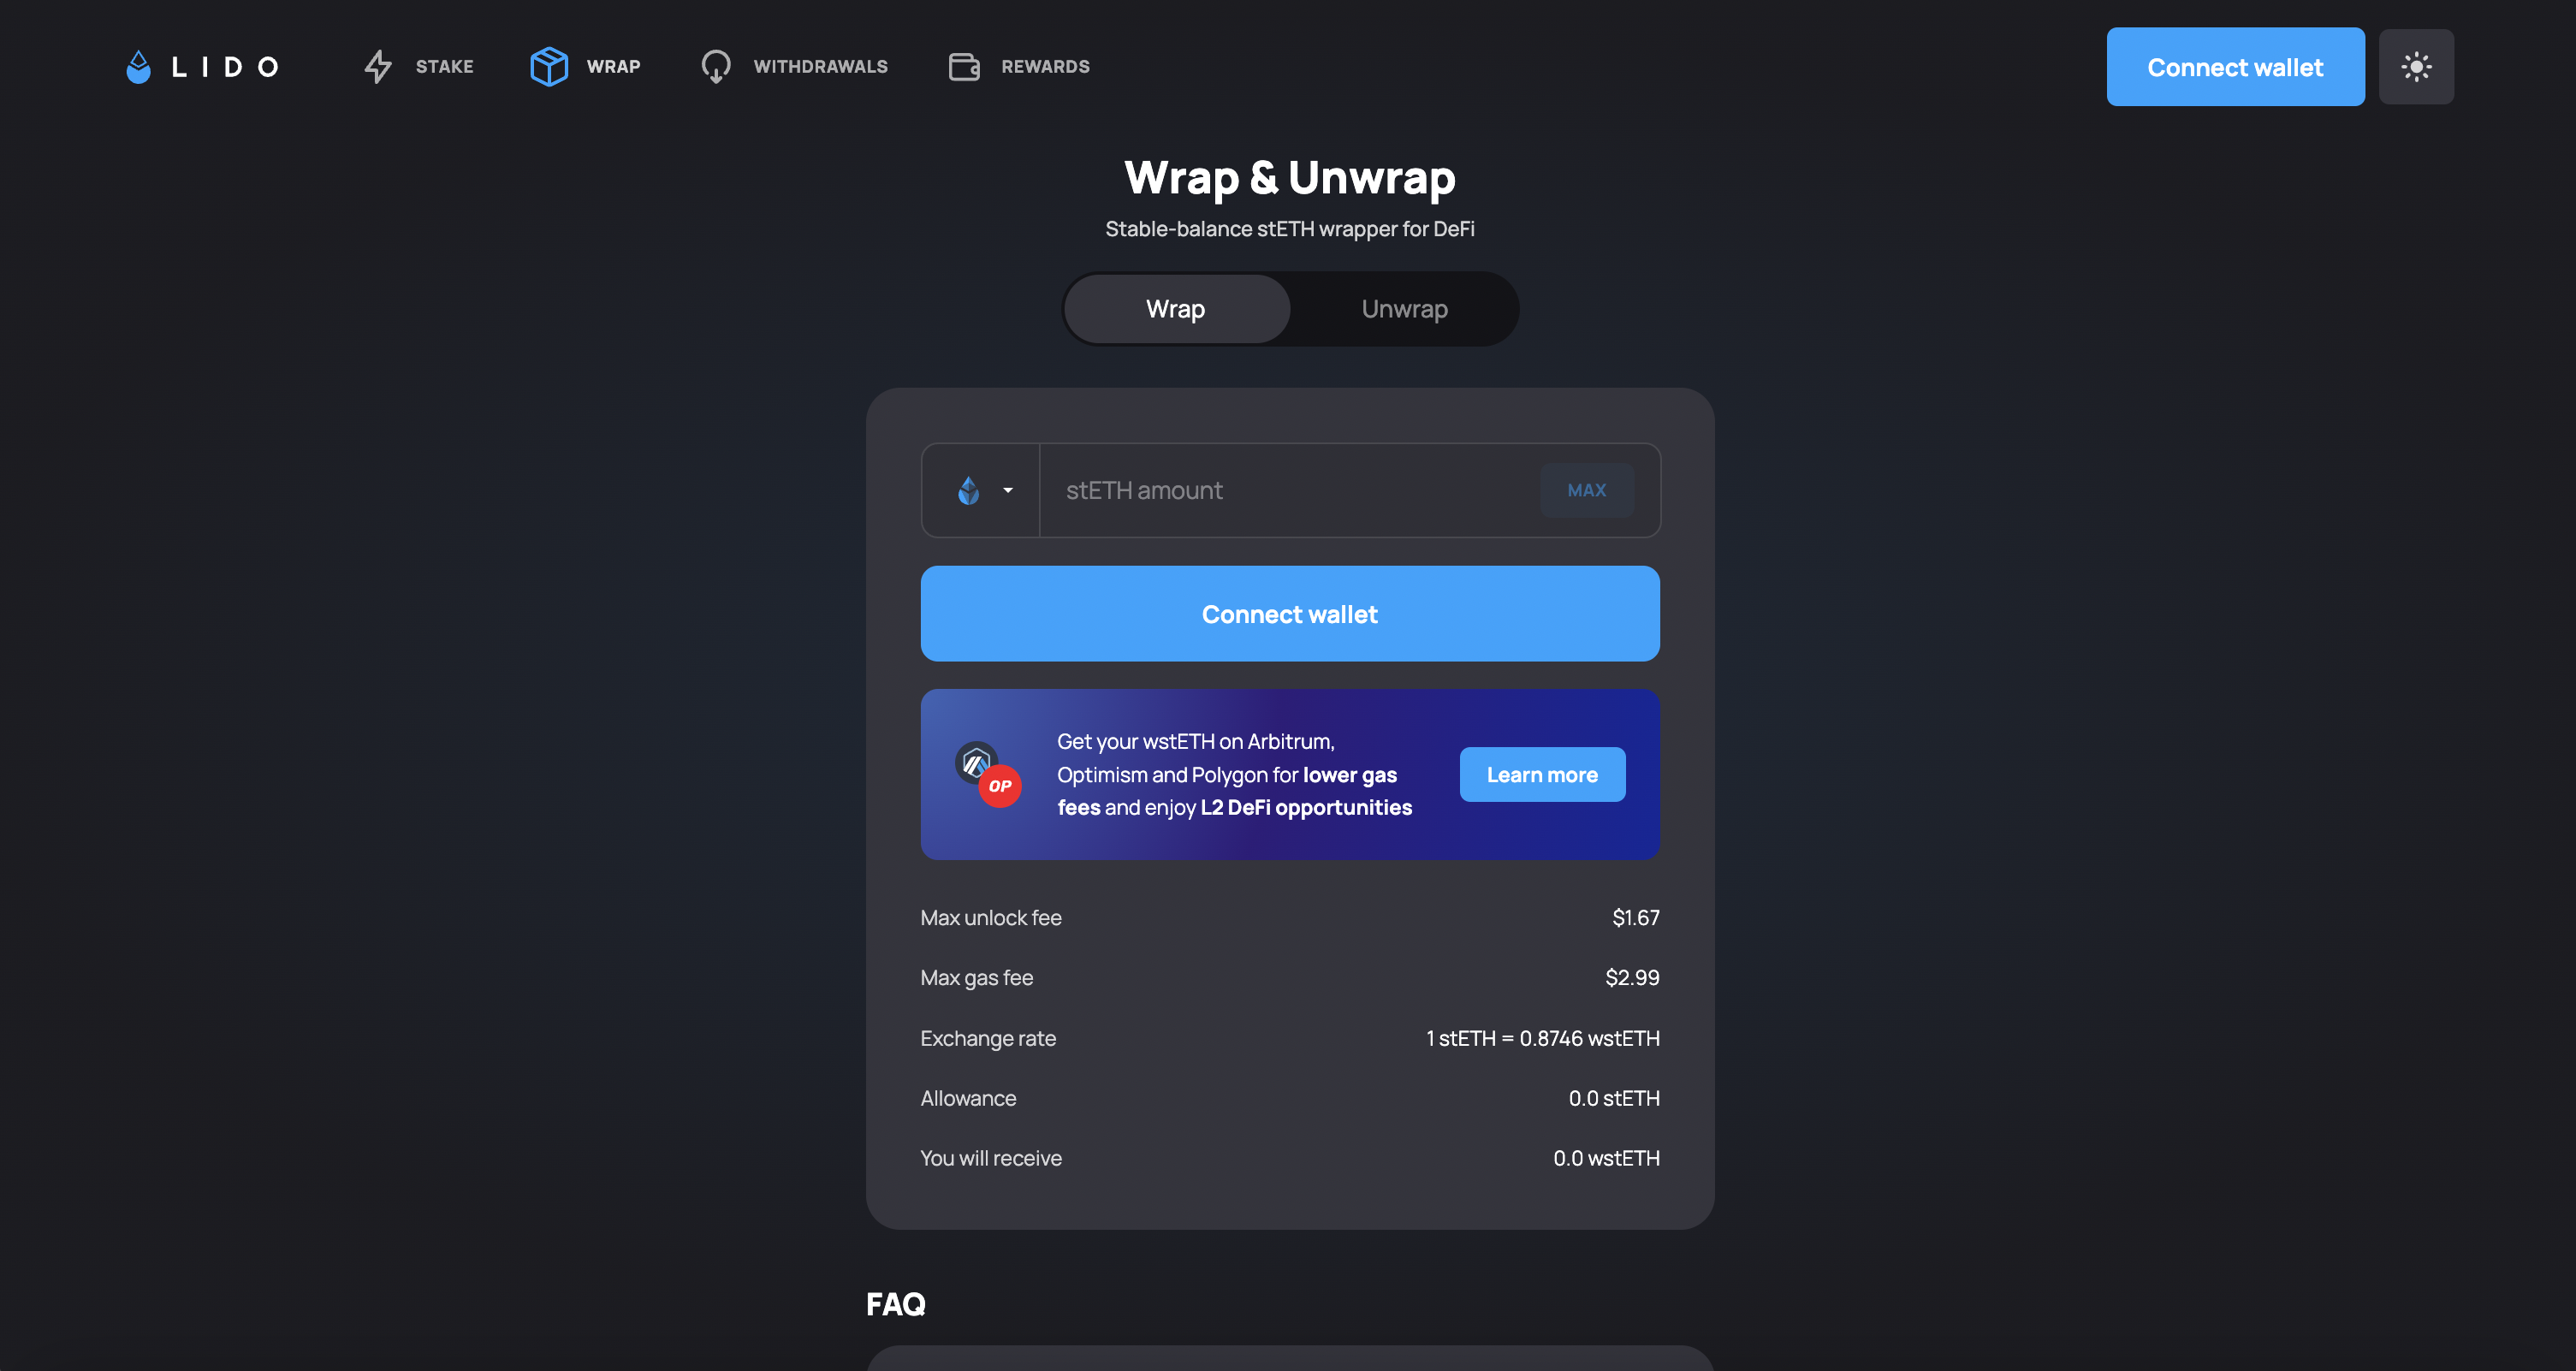 LIDO
STAKE
WRAP
WITHDRAWALS
REWARDS
Connect wallet
Wrap & Unwrap
Stable-balance stETH wrapper for DeFi
Wrap
Unwrap
stETH amount
MAX
Connect wallet
OP
Get your wstETH on Arbitrum,
Optimism and Polygon for lower gas
fees and enjoy L2 DeFi opportunities
Learn more
Max unlock fee $1.67
Max gas fee $2.99
Exchange rate 1 stETH = 0.8746 wstETH
Allowance 0.0 stETH
You will receive 0.0 wstETH
FAQ